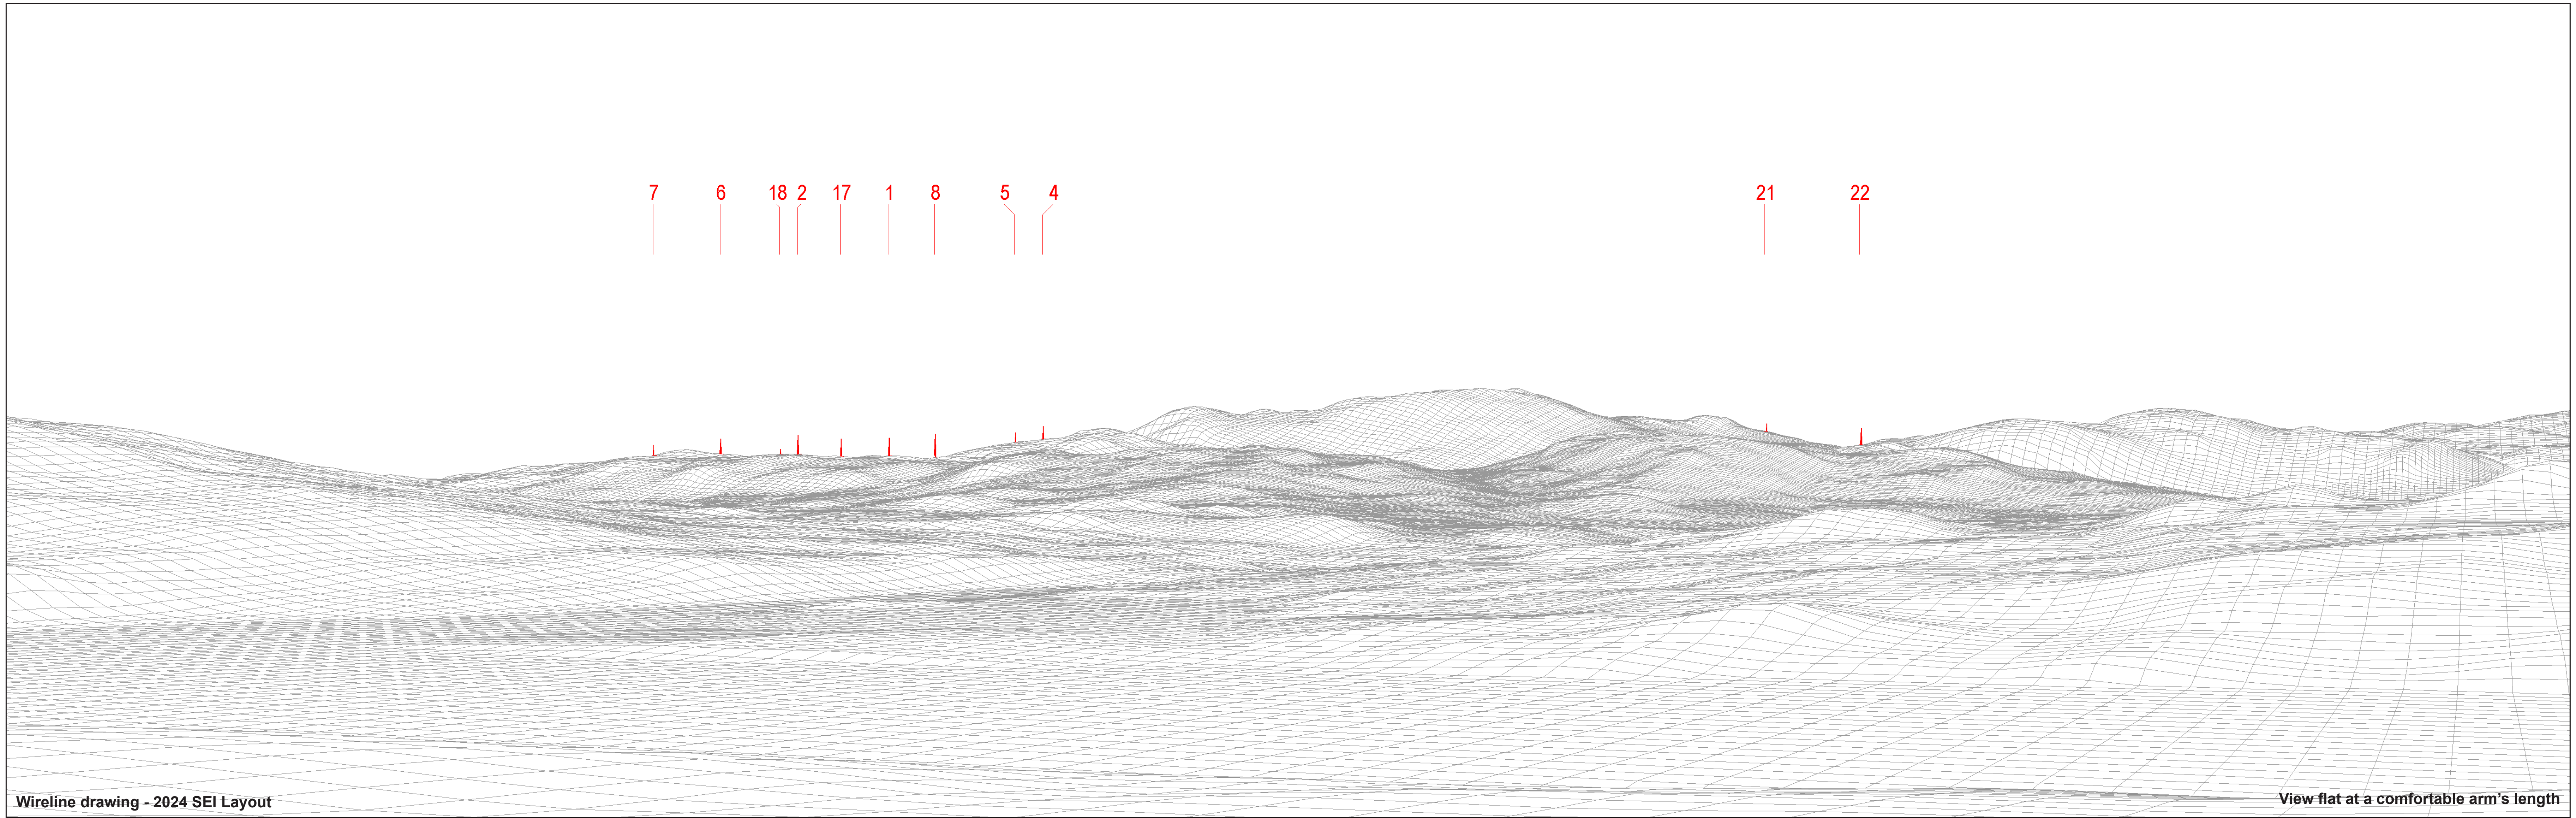 7 6 18 2 17 1 8 5 4 21 22
Wireline drawing - 2024 SEI Layout
View flat at a comfortable arm's length